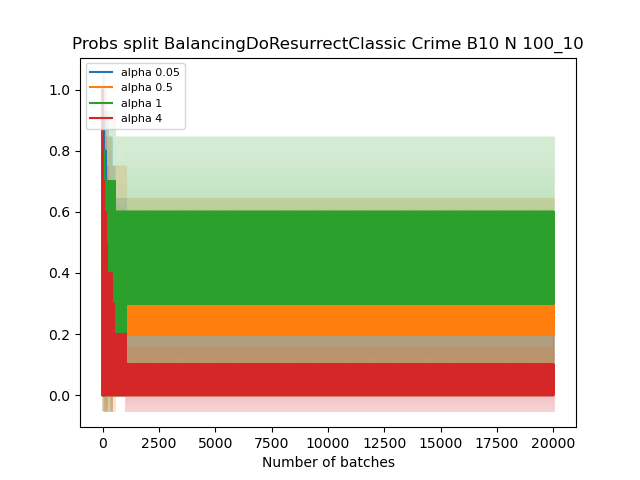 Probs split BalancingDoResurrectClassic Crime B10 N 100_10
alpha 0.05
alpha 0.5
alpha 1
alpha 4
1.0
0.8
0.6
0.4
0.2
0.0
0 2500 5000 7500 10000 12500 15000 17500 20000
Number of batches